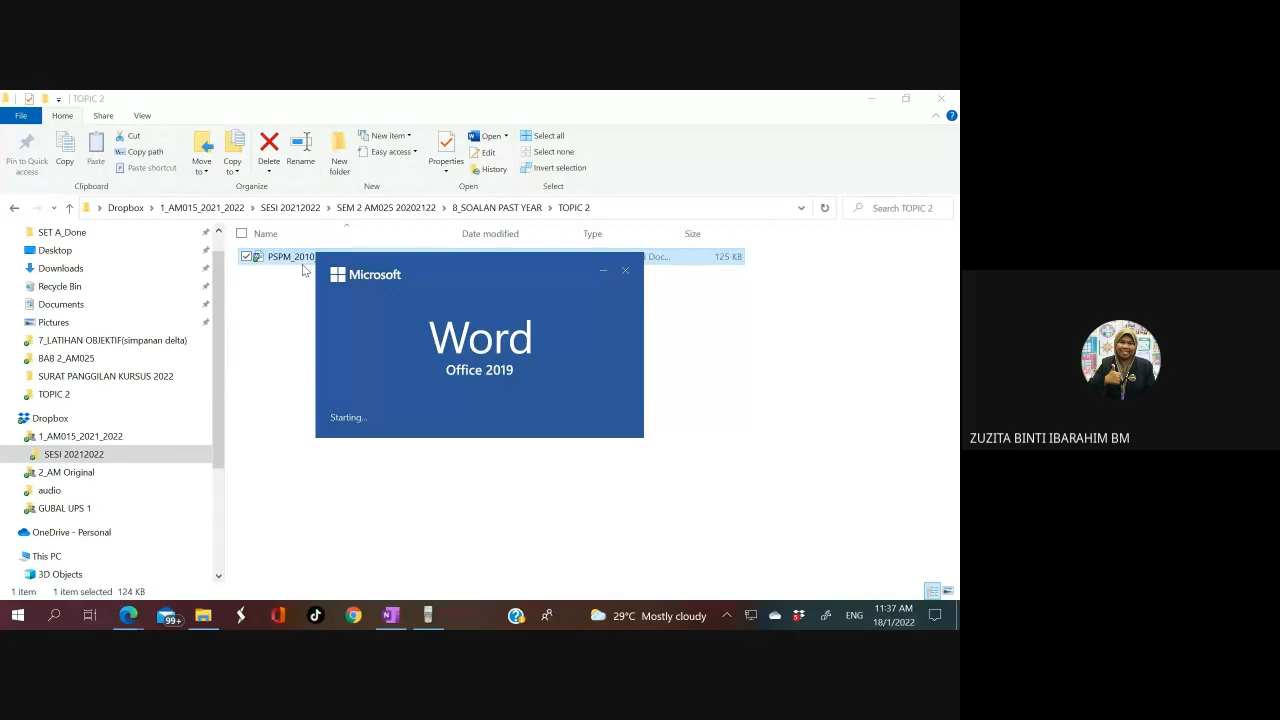 TOPIC 2
File Home Share View
Pin to Quick access
Copy
Paste
Cut
Copy path
Paste shortcut
Clipboard
Move to
Copy to
Delete
Rename
Organize
New folder
New item
Easy access
New
Properties
Open
Edit
History
Open
Select all
Select none
Invert selection
Select
Dropbox > 1_AM015_2021_2022 > SESI 20212022 > SEM 2 AM025 20202122 > 8_SOALAN PAST YEAR > TOPIC 2
Search TOPIC 2
Name Date modified Type Size
PSPM_2010
l Doc... 125 KB
SET A_Done
Desktop
Downloads
Recycle Bin
Documents
Pictures
7_LATIHAN OBJEKTIF(simpanan delta)
BAB 2_AM025
SURAT PANGGILAN KURSUS 2022
TOPIC 2
Dropbox
1_AM015_2021_2022
SESI 20212022
2_AM Original
audio
GUBAL UPS 1
OneDrive - Personal
This PC
3D Objects
Microsoft
Word
Office 2019
Starting...
ZUZITA BINTI IBARAHIM BM
1 item 1 item selected 124 KB
99+
29°C Mostly cloudy
ENG
11:37 AM
18/1/2022